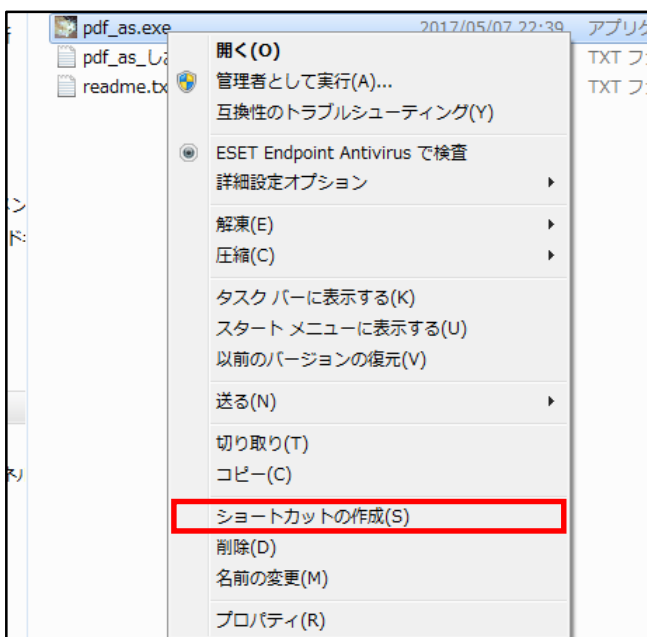 pdf_as.exe 2017/05/07 22:39 アプリケ
pdf_as_し TXT フ
readme.tx TXT フ
開く(O)
管理者として実行(A)...
互換性のトラブルシューティング(Y)
ESET Endpoint Antivirus で検査
詳細設定オプション
解凍(E)
圧縮(C)
タスク バーに表示する(K)
スタート メニューに表示する(U)
以前のバージョンの復元(V)
送る(N)
切り取り(T)
コピー(C)
ショートカットの作成(S)
削除(D)
名前の変更(M)
プロパティ(R)